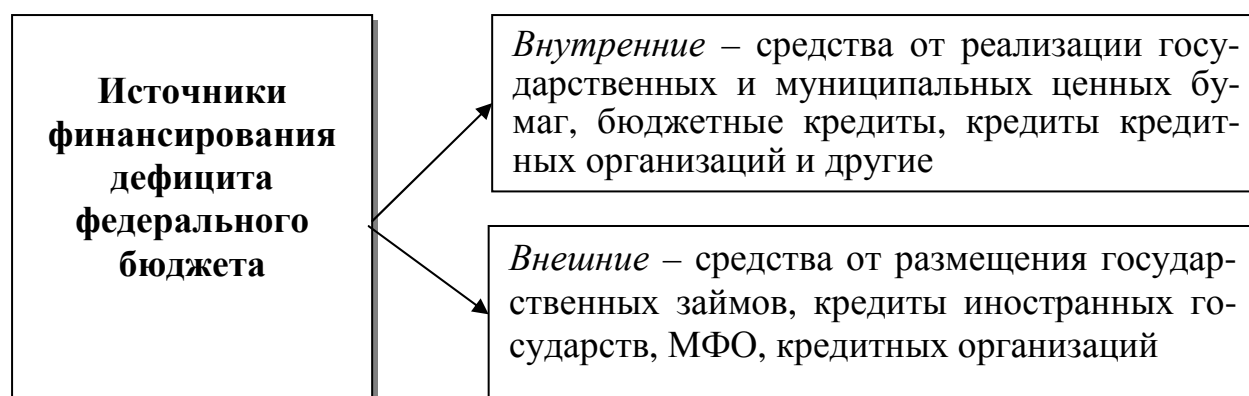 Источники
финансирования
дефицита
федерального
бюджета
Внутренние – средства от реализации госу-
дарственных и муниципальных ценных бу-
маг, бюджетные кредиты, кредиты кредит-
ных организаций и другие
Внешние – средства от размещения государ-
ственных займов, кредиты иностранных го-
сударств, МФО, кредитных организаций